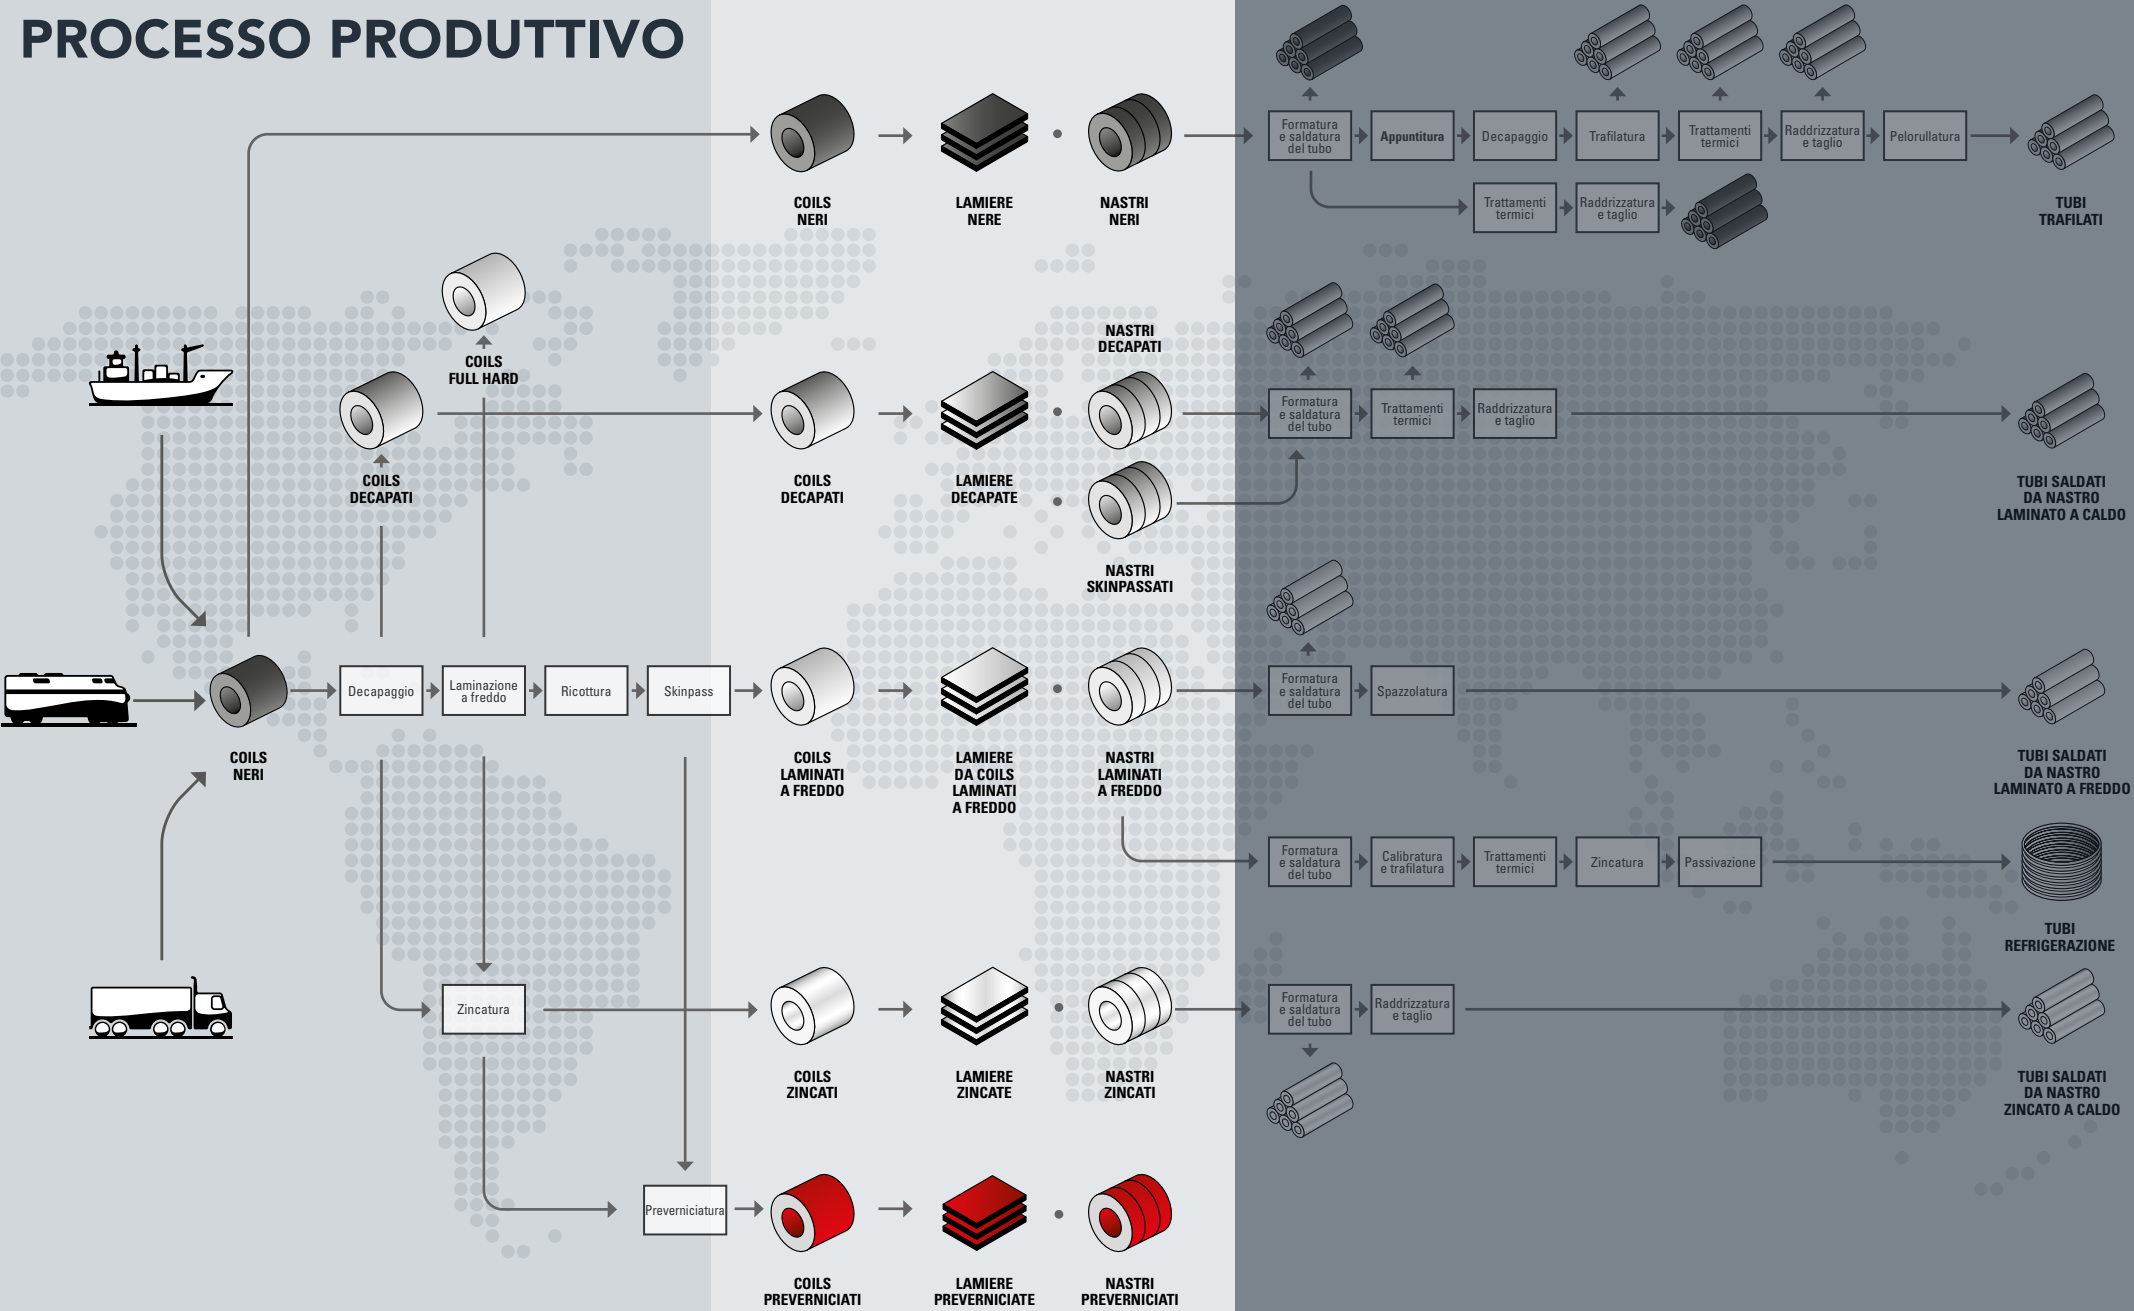 PROCESSO PRODUTTIVO
COILS
NERI
LAMIERE
NERE
NASTRI
NERI
Formatura
e saldatura
del tubo
Appuntitura
Decapaggio
Trafilatura
Trattamenti
termici
Raddrizzatura
e taglio
Pelorullatura
Trattamenti
termici
Raddrizzatura
e taglio
TUBI
TRAFILATI
COILS
FULL HARD
COILS
DECAPATI
COILS
DECAPATI
LAMIERE
DECAPATE
NASTRI
DECAPATI
NASTRI
SKINPASSATI
Formatura
e saldatura
del tubo
Trattamenti
termici
Raddrizzatura
e taglio
TUBI SALDATI
DA NASTRO
LAMINATO A CALDO
COILS
NERI
Decapaggio
Laminazione
a freddo
Ricottura
Skinpass
COILS
LAMINATI
A FREDDO
LAMIERE
DA COILS
LAMINATI
A FREDDO
NASTRI
LAMINATI
A FREDDO
Formatura
e saldatura
del tubo
Spazzolatura
TUBI SALDATI
DA NASTRO
LAMINATO A FREDDO
Formatura
e saldatura
del tubo
Calibratura
e trafilatura
Trattamenti
termici
Zincatura
Passivazione
TUBI
REFRIGERAZIONE
Zincatura
COILS
ZINCATI
LAMIERE
ZINCATE
NASTRI
ZINCATI
Formatura
e saldatura
del tubo
Raddrizzatura
e taglio
TUBI SALDATI
DA NASTRO
ZINCATO A CALDO
Preverniciatura
COILS
PREVERNICIATI
LAMIERE
PREVERNICIATE
NASTRI
PREVERNICIATI